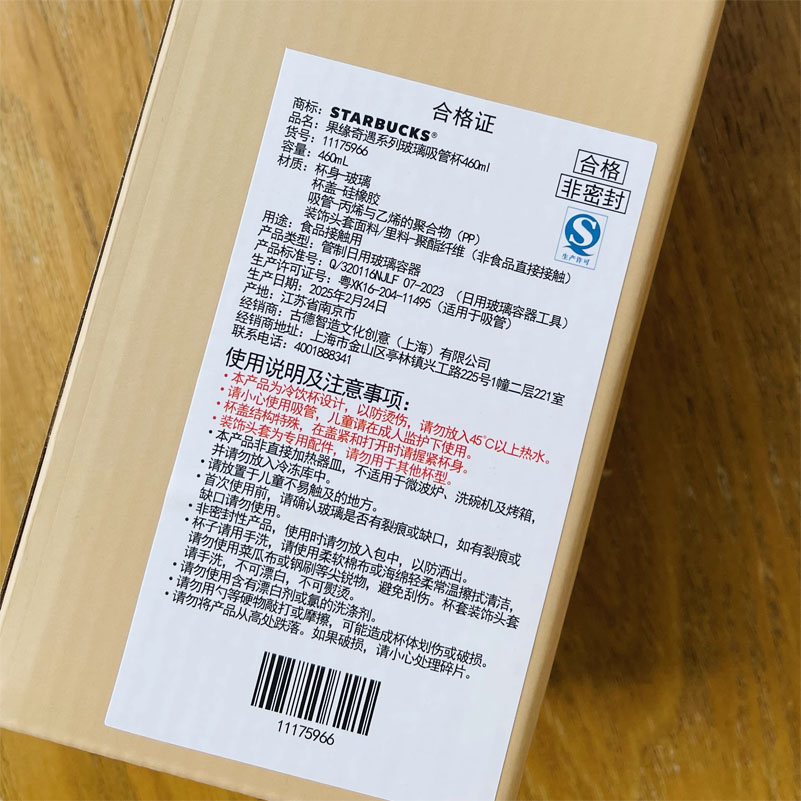 合格证
商标：STARBUCKS®
品名：果缘奇遇系列玻璃吸管杯460ml
货号：11175966
容量：460mL
材质：杯身-玻璃
杯盖-硅橡胶
吸管-丙烯与乙烯的聚合物（PP）
装饰头套面料/里料-聚酯纤维（非食品直接接触）
用途：食品接触用
产品类型：管制日用玻璃容器
产品标准号：Q/320116NJLF 07-2023 （日用玻璃容器工具）
生产许可证号：粤XK16-204-11495（适用于吸管）
生产日期：2025年2月24日
产地：江苏省南京市
经销商：古德智造文化创意（上海）有限公司
经销商地址：上海市金山区亭林镇兴工路225号1幢二层221室
联系电话：4001888341
合格
非密封
S
生产许可
使用说明及注意事项：
·本产品为冷饮杯设计，以防烫伤，请勿放入45℃以上热水。
·请小心使用吸管，儿童请在成人监护下使用。
·杯盖结构特殊，在盖紧和打开时请握紧杯身。
·装饰头套为专用配件，请勿用于其他杯型。
·本产品非直接加热器皿，不适用于微波炉、洗碗机及烤箱，
并请勿放入冷冻库中。
·请放置于儿童不易触及的地方。
·首次使用前，请确认玻璃是否有裂痕或缺口，如有裂痕或
缺口请勿使用。
·非密封性产品，使用时请勿放入包中，以防洒出。
·杯子请用手洗，请使用柔软棉布或海绵轻柔常温擦拭清洁，
请勿使用菜瓜布或钢刷等尖锐物，避免刮伤。杯套装饰头套
请手洗，不可漂白，不可熨烫。
·请勿使用含有漂白剂或氯的洗涤剂。
·请勿用勺等硬物敲打或摩擦，可能造成杯体划伤或破损。
·请勿将产品从高处跌落。如果破损，请小心处理碎片。
11175966